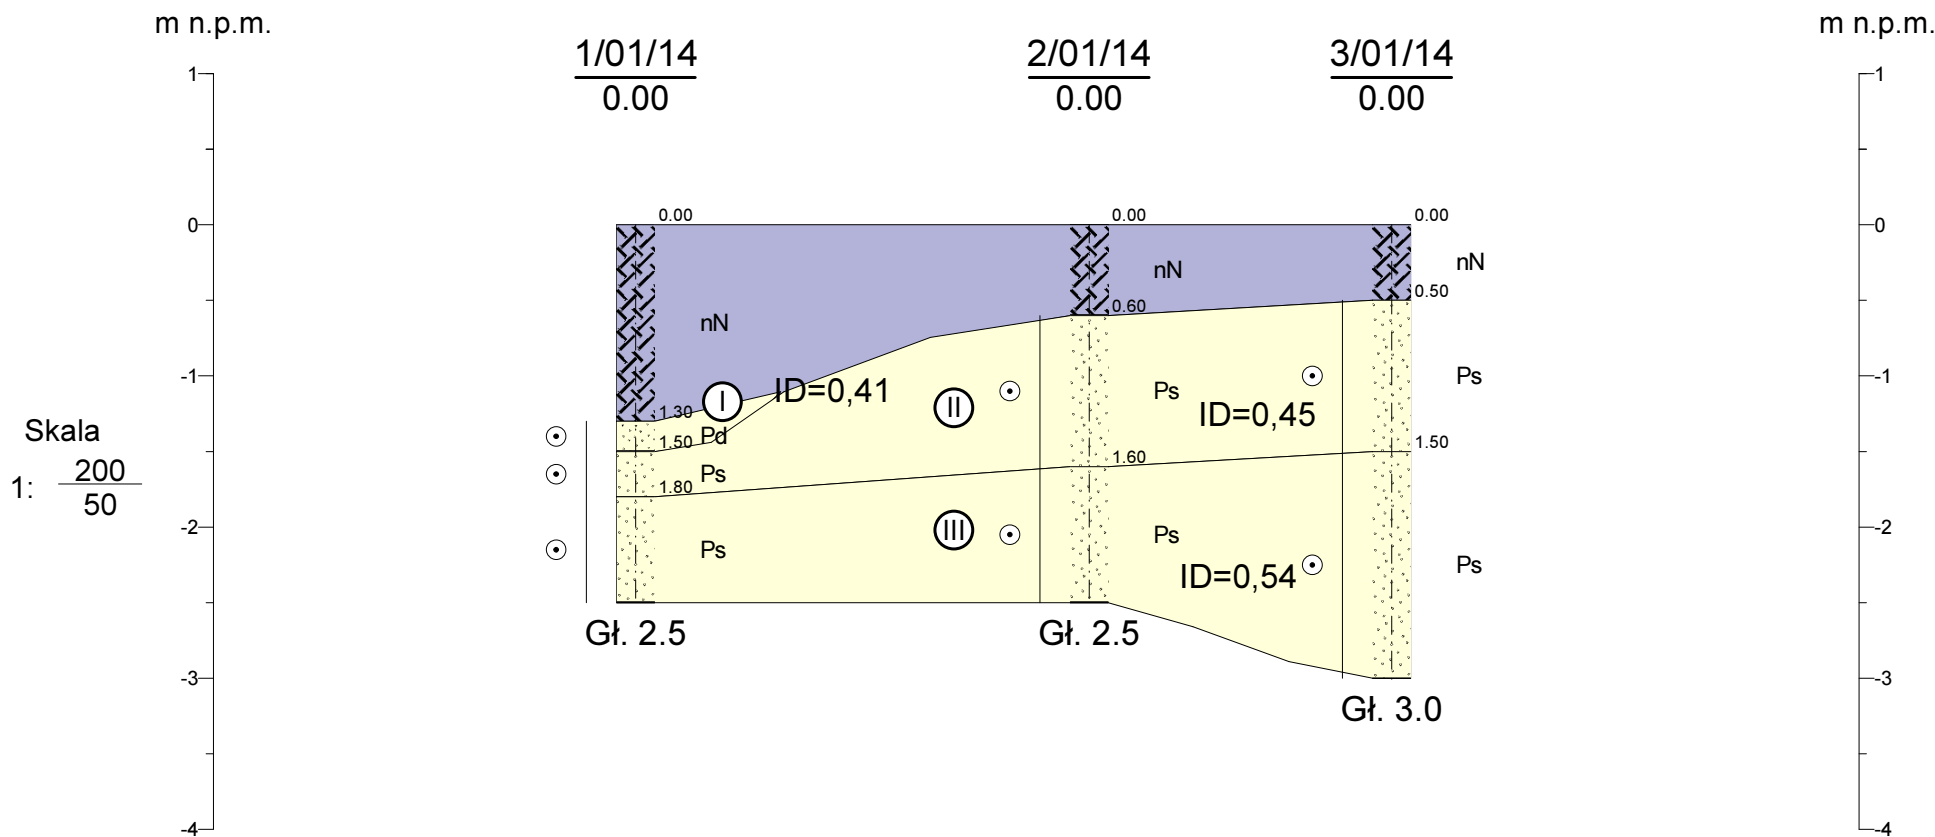 m n.p.m.
m n.p.m.
1/01/14
2/01/14
3/01/14
0.00
0.00
0.00
1
1
0.00
0.00
0.00
0
0
nN
nN
0.50
0.60
nN
-1
-1
I
ID=0,41
II
Ps
Ps
1.30
ID=0,45
Skala
1: 200
50
Pd
1.50
1.50
1.60
Ps
1.80
-2
-2
III
Ps
Ps
Ps
ID=0,54
Gł. 2.5
Gł. 2.5
-3
-3
Gł. 3.0
-4
-4